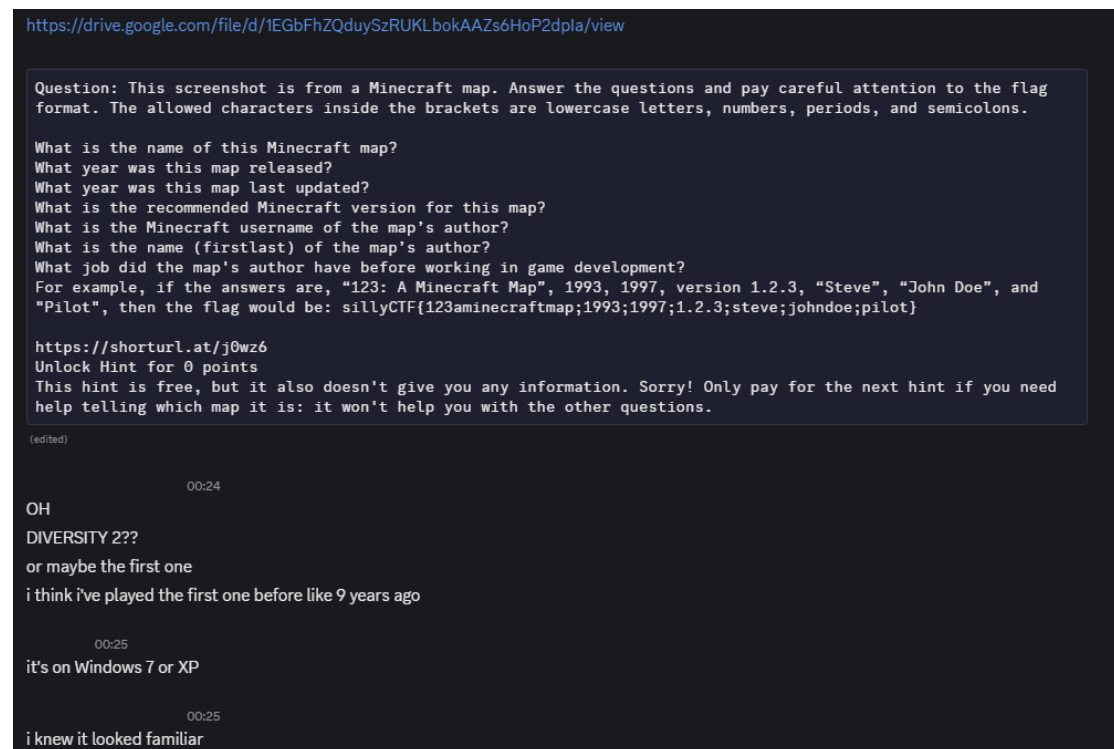 https://drive.google.com/file/d/1EGbFhZQduySzRUKLbokAAZs6HoP2dpIa/view
Question: This screenshot is from a Minecraft map. Answer the questions and pay careful attention to the flag
format. The allowed characters inside the brackets are lowercase letters, numbers, periods, and semicolons.
What is the name of this Minecraft map?
What year was this map released?
What year was this map last updated?
What is the recommended Minecraft version for this map?
What is the Minecraft username of the map’s author?
What is the name (firstlast) of the map’s author?
What job did the map's author have before working in game development?
For example, if the answers are, “123: A Minecraft Map”, 1993, 1997, version 1.2.3, “Steve”, “John Doe”, and
"Pilot", then the flag would be: sillyCTF{123aminecraftmap;1993;1997;1.2.3;steve;johndoe;pilot}
https://shorturl.at/j0wz6
Unlock Hint for 0 points
This hint is free, but it also doesn't give you any information. Sorry! Only pay for the next hint if you need
help telling which map it is: it won't help you with the other questions.
(edited)
00:24
OH
DIVERSITY 2??
or maybe the first one
i think i've played the first one before like 9 years ago
00:25
it's on Windows 7 or XP
00:25
i knew it looked familiar